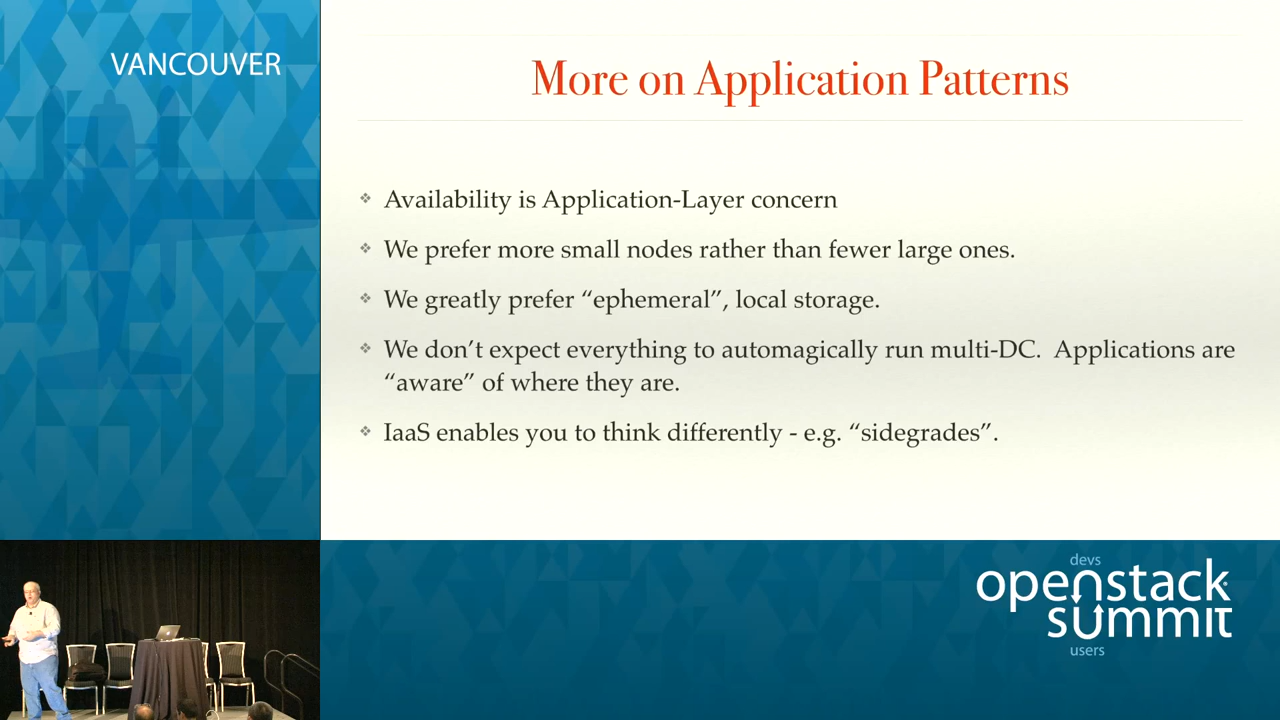 VANCOUVER
More on Application Patterns
❖ Availability is Application-Layer concern
❖ We prefer more small nodes rather than fewer large ones.
❖ We greatly prefer “ephemeral”, local storage.
❖ We don’t expect everything to automagically run multi-DC.  Applications are
“aware” of where they are.
❖ IaaS enables you to think differently - e.g. “sidegrades”.
devs
openstack
summit
users